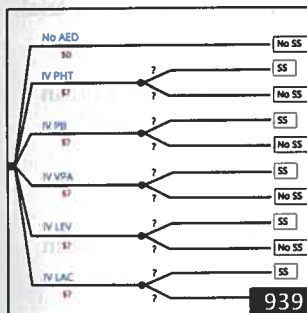 No AED
$0
No SS
IV PHT
$?
?
SS
?
No SS
IV PB
$?
?
SS
?
No SS
IV VPA
$?
?
SS
?
No SS
IV LEV
$?
?
SS
?
No SS
IV LAC
$?
?
SS
?
939